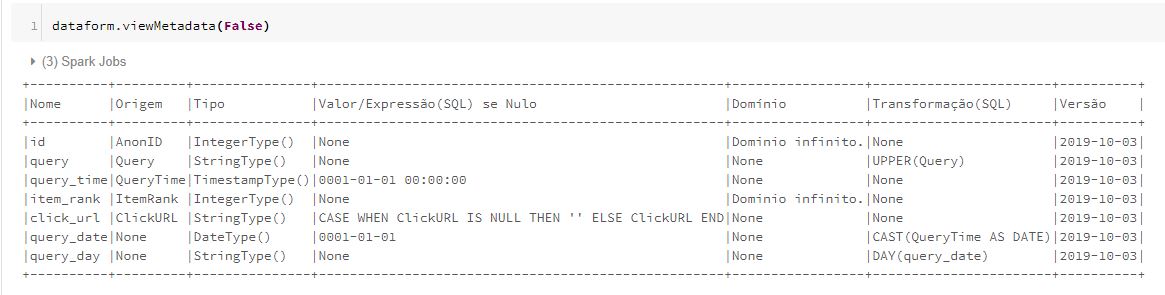 1 dataform.viewMetadata(False)
(3) Spark Jobs
+----------+---------+---------------+-----------------------------------------------------+----------------+-----------------------+----------+
|Nome      |Origem   |Tipo           |Valor/Expressão(SQL) se Nulo                         |Domínio         |Transformação(SQL)     |Versão    |
+----------+---------+---------------+-----------------------------------------------------+----------------+-----------------------+----------+
|id        |AnonID   |IntegerType()  |None                                                 |Dominio infinito.|None                   |2019-10-03|
|query     |Query    |StringType()   |None                                                 |None            |UPPER(Query)           |2019-10-03|
|query_time|QueryTime|TimestampType()|0001-01-01 00:00:00                                  |None            |None                   |2019-10-03|
|item_rank |ItemRank |IntegerType()  |None                                                 |Dominio infinito.|None                   |2019-10-03|
|click_url |ClickURL |StringType()   |CASE WHEN ClickURL IS NULL THEN '' ELSE ClickURL END|None            |None                   |2019-10-03|
|query_date|None     |DateType()     |0001-01-01                                           |None            |CAST(QueryTime AS DATE)|2019-10-03|
|query_day |None     |StringType()   |None                                                 |None            |DAY(query_date)        |2019-10-03|
+----------+---------+---------------+-----------------------------------------------------+----------------+-----------------------+----------+